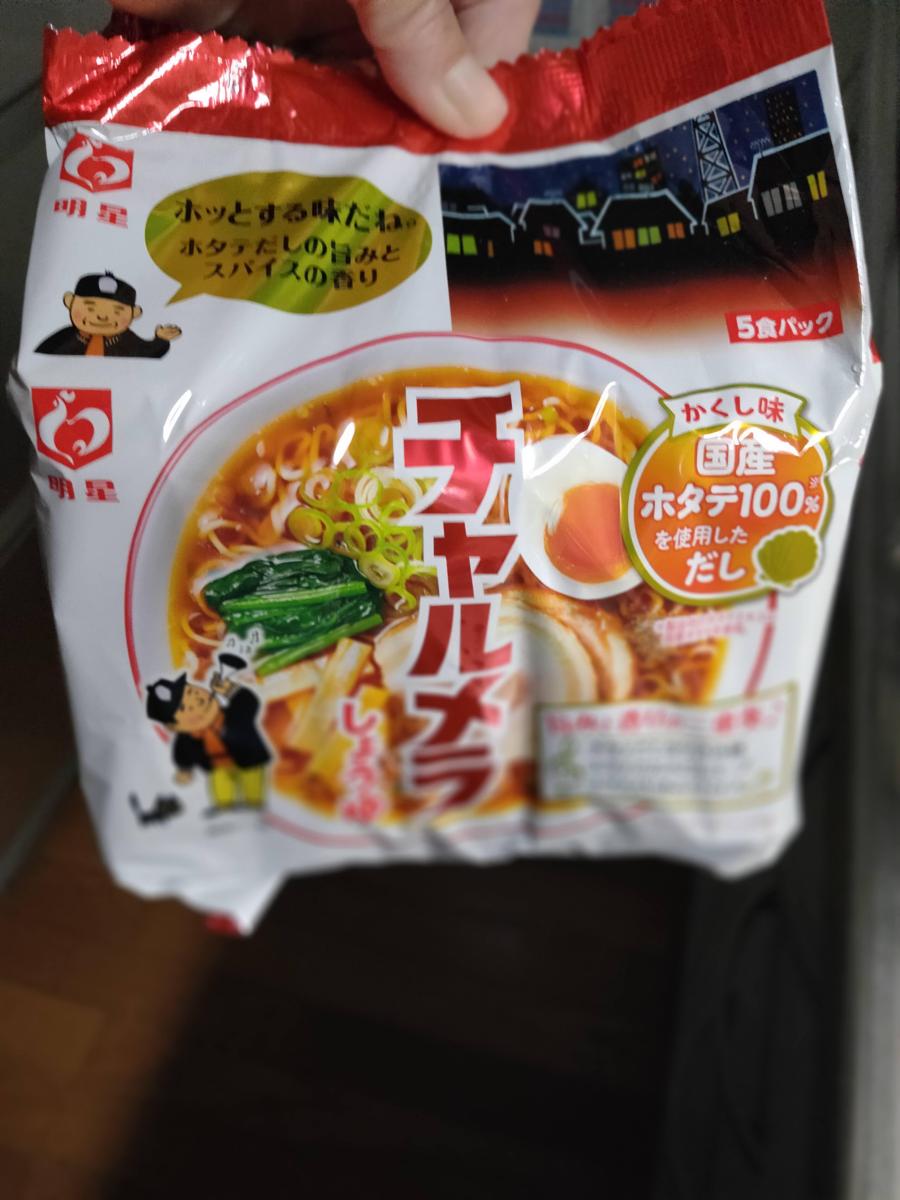 明星
ホッとする味だね。
ホタテだしの旨みと
スパイスの香り
5食パック
明星
チャルメラ
しょうゆ
かくし味
国産
ホタテ100%
※
を使用した
だし